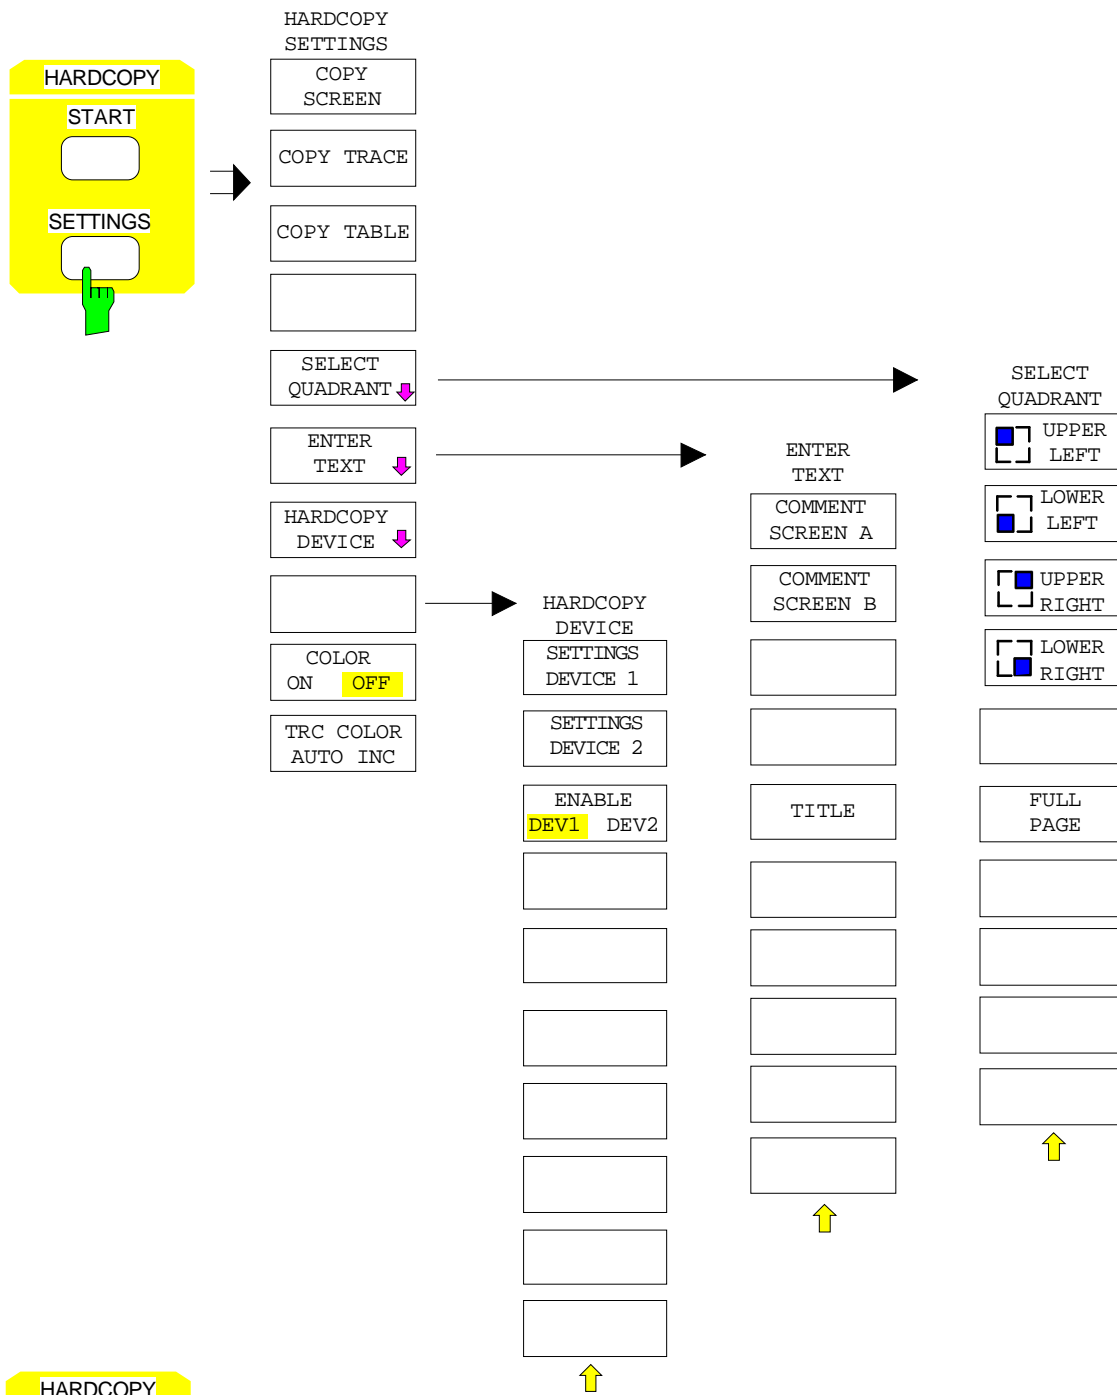 HARDCOPY
START
SETTINGS
HARDCOPY
SETTINGS
COPY
SCREEN
COPY TRACE
COPY TABLE
SELECT
QUADRANT
ENTER
TEXT
HARDCOPY
DEVICE
COLOR
ON OFF
TRC COLOR
AUTO INC
HARDCOPY
DEVICE
SETTINGS
DEVICE 1
SETTINGS
DEVICE 2
ENABLE
DEV1 DEV2
ENTER
TEXT
COMMENT
SCREEN A
COMMENT
SCREEN B
TITLE
SELECT
QUADRANT
UPPER
LEFT
LOWER
LEFT
UPPER
RIGHT
LOWER
RIGHT
FULL
PAGE
HARDCOPY